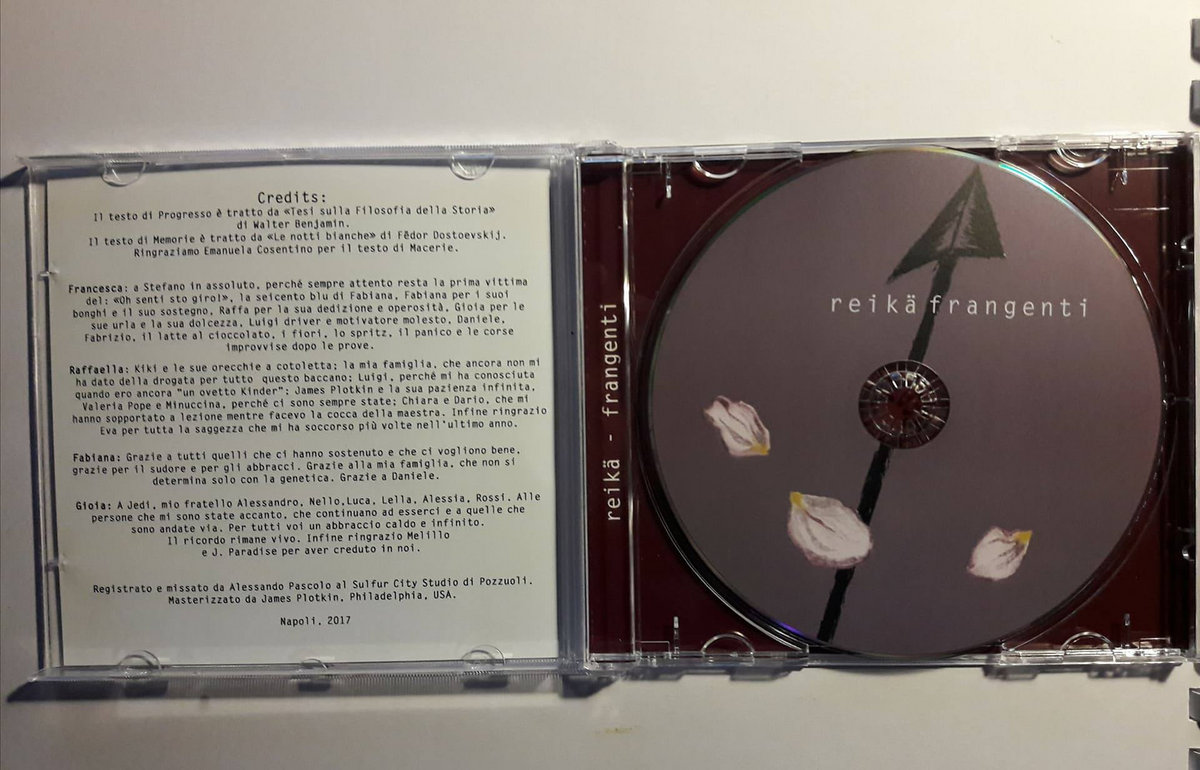 Credits:
Il testo di Progresso è tratto da «Tesi sulla Filosofia della Storia»
di Walter Benjamin.
Il testo di Memorie è tratto da «Le notti bianche» di Fëdor Dostoevskij.
Ringraziamo Emanuela Cosentino per il testo di Macerie.
Francesca: a Stefano in assoluto, perché sempre attento resta la prima vittima
del: «Oh senti sto giro!», la seicento blu di Fabiana, Fabiana per i suoi
bonghi e il suo sostegno, Raffa per la sua dedizione e operosità, Gioia per le
sue urla e la sua dolcezza, Luigi driver e motivatore molesto, Daniele,
Fabrizio, il latte al cioccolato, i fiori, lo spritz, il panico e le corse
improvvise dopo le prove.
Raffaella: Kiki e le sue orecchie a cotoletta; la mia famiglia, che ancora non mi
ha dato della drogata per tutto questo baccano; Luigi, perché mi ha conosciuta
quando ero ancora "un ovetto Kinder"; James Plotkin e la sua pazienza infinita,
Valeria Pope e Minuccina, perché ci sono sempre state; Chiara e Dario, che mi
hanno sopportato a lezione mentre facevo la cocca della maestra. Infine ringrazio
Eva per tutta la saggezza che mi ha soccorso più volte nell'ultimo anno.
Fabiana: Grazie a tutti quelli che ci hanno sostenuto e che ci vogliono bene,
grazie per il sudore e per gli abbracci. Grazie alla mia famiglia, che non si
determina solo con la genetica. Grazie a Daniele.
Gioia: A Jedi, mio fratello Alessandro, Nello, Luca, Lella, Alessia, Rossi. Alle
persone che mi sono state accanto, che continuano ad esserci e a quelle che
sono andate via. Per tutti voi un abbraccio caldo e infinito.
Il ricordo rimane vivo. Infine ringrazio Melillo
e J. Paradise per aver creduto in noi.
Registrato e missato da Alessando Pascolo al Sulfur City Studio di Pozzuoli.
Masterizzato da James Plotkin, Philadelphia, USA.
Napoli, 2017
reikä - frangenti
reikä frangenti